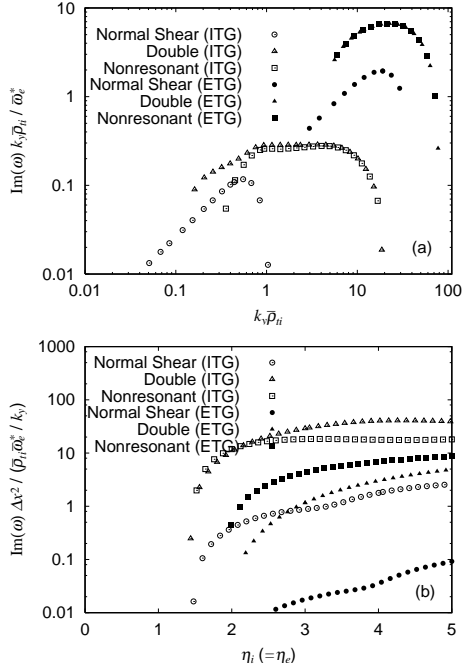 (a)
Im(ω) k_y ρ̄_ti / ω̄_e*
10
1
0.1
0.01
Normal Shear (ITG)
Double (ITG)
Nonresonant (ITG)
Normal Shear (ETG)
Double (ETG)
Nonresonant (ETG)
0.01 0.1 1 10 100
k_y ρ̄_ti
(b)
Im(ω) Δx² / (ρ̄_ti ω̄_e* / k_y)
1000
100
10
1
0.1
0.01
Normal Shear (ITG)
Double (ITG)
Nonresonant (ITG)
Normal Shear (ETG)
Double (ETG)
Nonresonant (ETG)
0 1 2 3 4 5
η_i (=η_e)